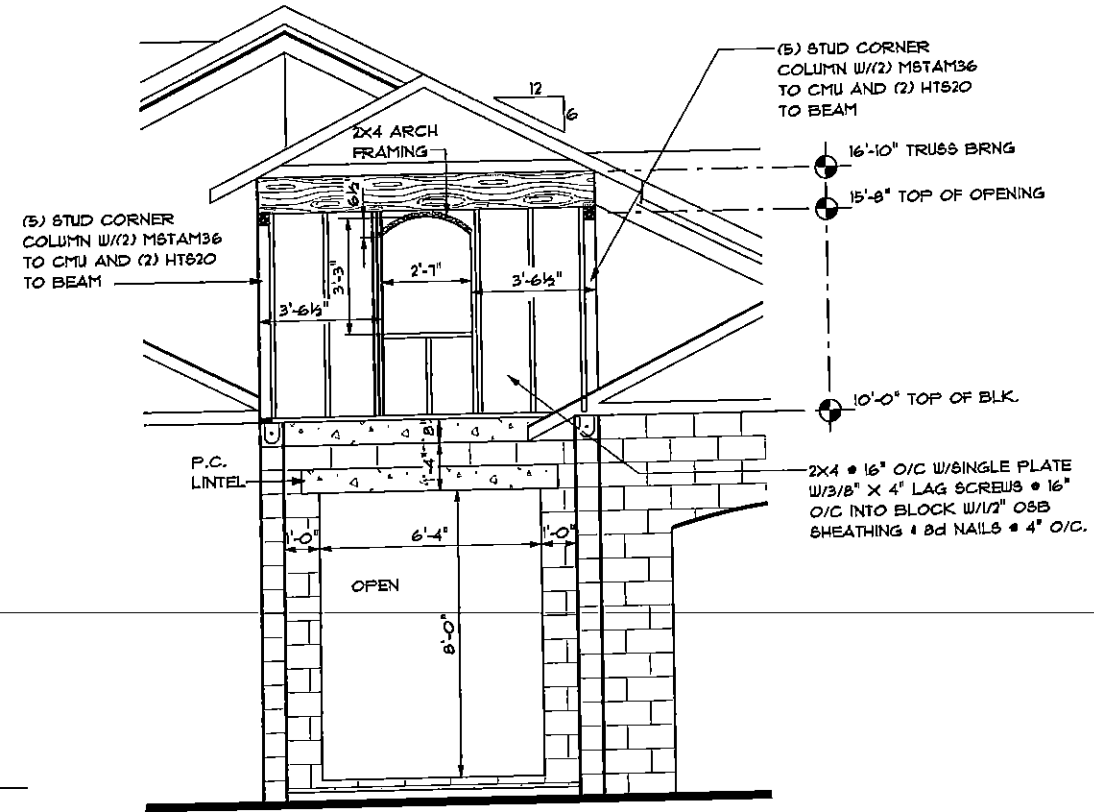 (5) STUD CORNER
COLUMN W/(2) MSTAM36
TO CMU AND (2) HTS20
TO BEAM
12
6
2X4 ARCH
FRAMING
16'-10" TRUSS BRNG
15'-8" TOP OF OPENING
6½"
(5) STUD CORNER
COLUMN W/(2) MSTAM36
TO CMU AND (2) HTS20
TO BEAM
3'-3"
2'-7"
3'-6½"
3'-6½"
10'-0" TOP OF BLK.
8"
1'-4"
P.C.
LINTEL
2X4 @ 16" O/C W/SINGLE PLATE
W/3/8" X 4" LAG SCREWS @ 16"
O/C INTO BLOCK W/1/2" OSB
SHEATHING & 8d NAILS @ 4" O/C.
1'-0"
6'-4"
1'-0"
OPEN
8'-0"